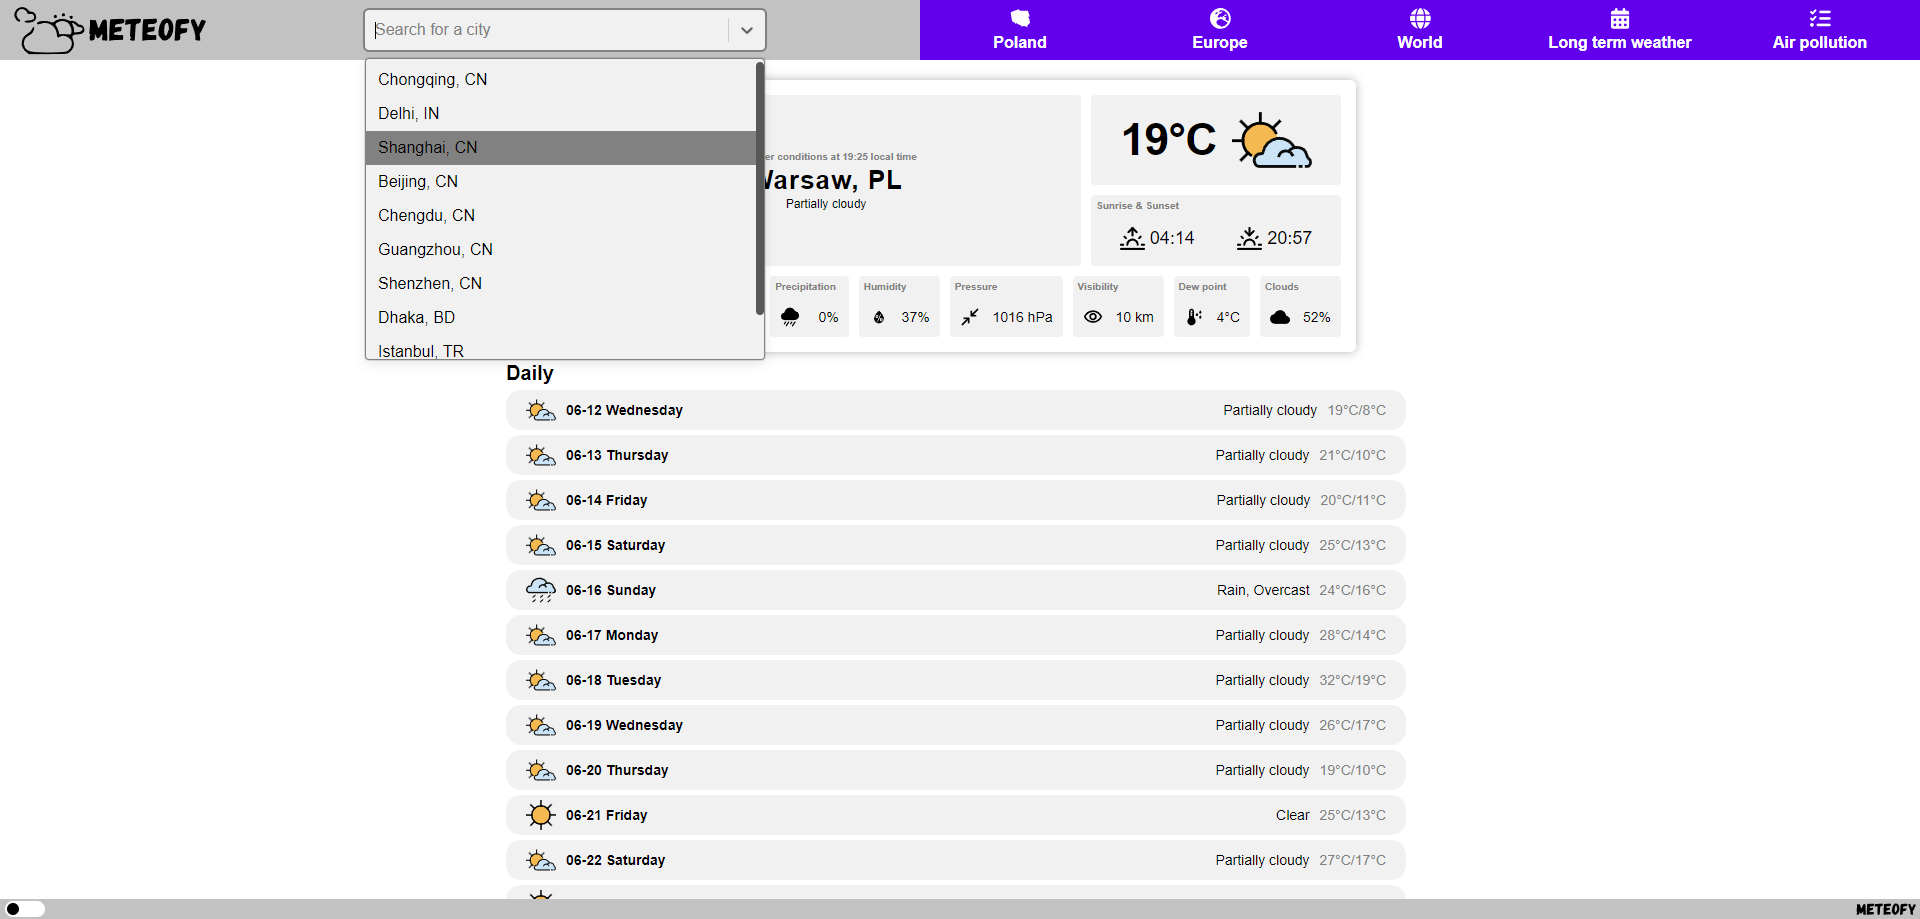 METEOFY
Search for a city
Poland
Europe
World
Long term weather
Air pollution
Chongqing, CN
Delhi, IN
Shanghai, CN
Beijing, CN
Chengdu, CN
Guangzhou, CN
Shenzhen, CN
Dhaka, BD
Istanbul, TR
er conditions at 19:25 local time
Warsaw, PL
Partially cloudy
19°C
Sunrise & Sunset
04:14 20:57
Precipitation
0%
Humidity
37%
Pressure
1016 hPa
Visibility
10 km
Dew point
4°C
Clouds
52%
Daily
06-12 Wednesday Partially cloudy 19°C/8°C
06-13 Thursday Partially cloudy 21°C/10°C
06-14 Friday Partially cloudy 20°C/11°C
06-15 Saturday Partially cloudy 25°C/13°C
06-16 Sunday Rain, Overcast 24°C/16°C
06-17 Monday Partially cloudy 28°C/14°C
06-18 Tuesday Partially cloudy 32°C/19°C
06-19 Wednesday Partially cloudy 26°C/17°C
06-20 Thursday Partially cloudy 19°C/10°C
06-21 Friday Clear 25°C/13°C
06-22 Saturday Partially cloudy 27°C/17°C
METEOFY